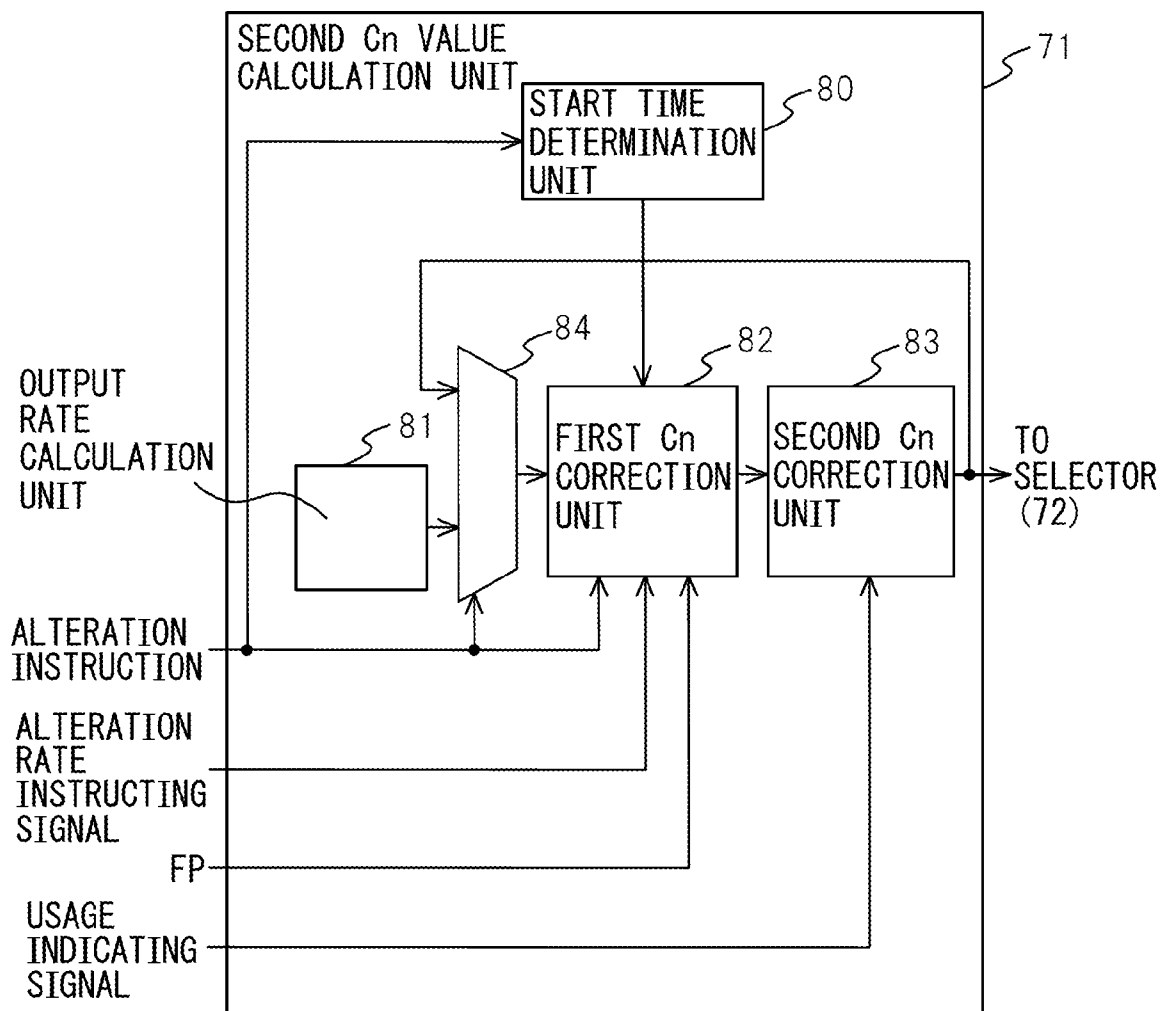 SECOND Cn VALUE
CALCULATION UNIT
71
START TIME
DETERMINATION
UNIT
80
84
82
83
OUTPUT
RATE
CALCULATION
UNIT
81
FIRST Cn
CORRECTION
UNIT
SECOND Cn
CORRECTION
UNIT
TO
SELECTOR
(72)
ALTERATION
INSTRUCTION
ALTERATION
RATE
INSTRUCTING
SIGNAL
FP
USAGE
INDICATING
SIGNAL